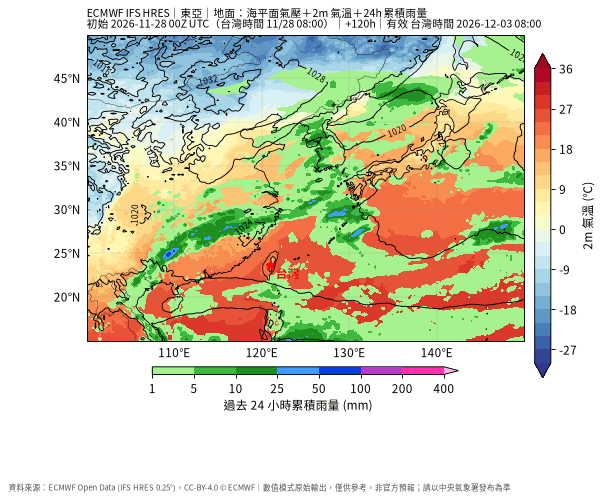 ECMWF IFS HRES｜東亞｜地面：海平面氣壓＋2m 氣溫＋24h 累積雨量
初始 2026-11-28 00Z UTC（台灣時間 11/28 08:00）｜+120h｜有效 台灣時間 2026-12-03 08:00
45°N
40°N
35°N
30°N
25°N
20°N
110°E
120°E
130°E
140°E
1032
1028
1020
1020
台灣
36
27
18
9
0
-9
-18
-27
2m 氣溫 (°C)
1
5
10
25
50
100
200
400
過去 24 小時累積雨量 (mm)
資料來源：ECMWF Open Data (IFS HRES 0.25°)，CC-BY-4.0 © ECMWF｜數值模式原始輸出，僅供參考，非官方預報；請以中央氣象署發布為準